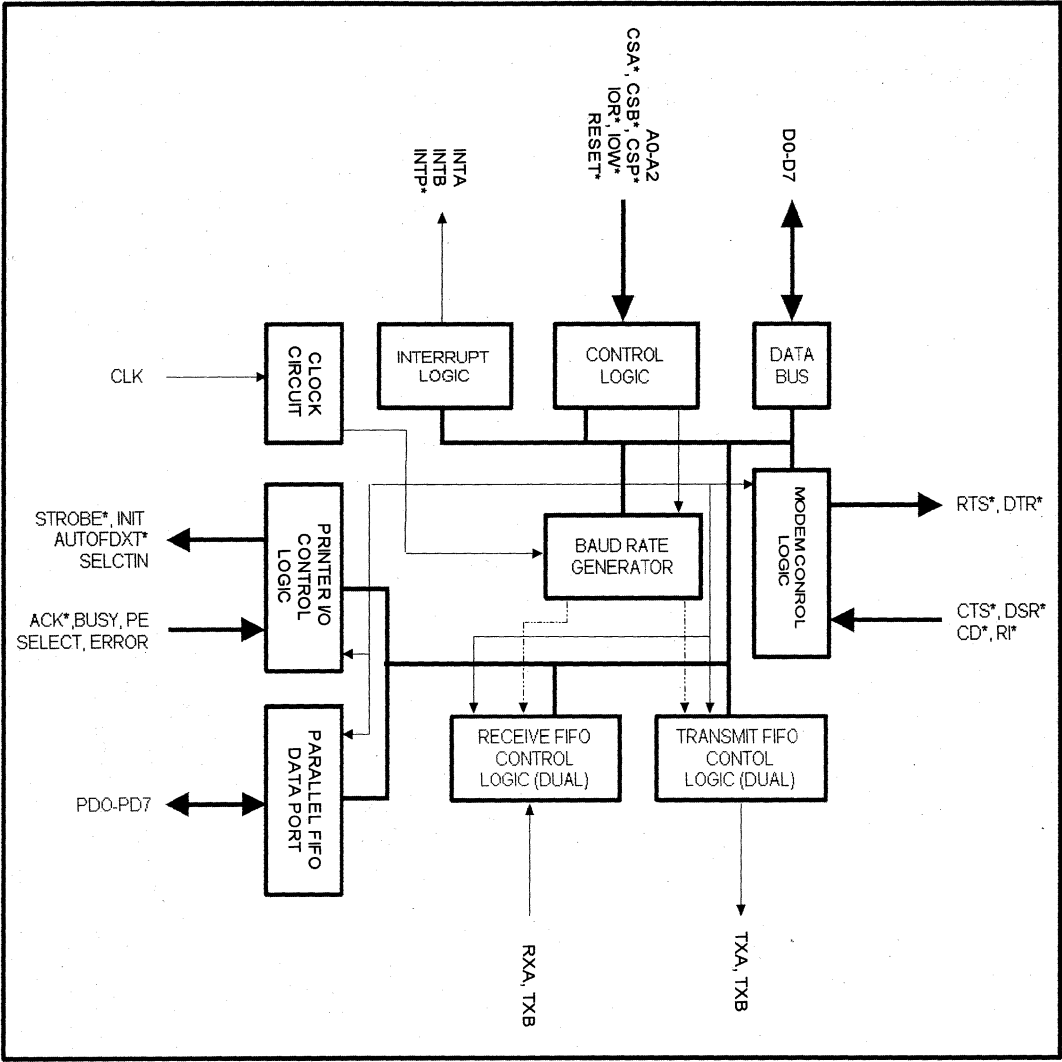 CSA*, CSB*, CSP*
A0-A2
IOR*, IOW*
RESET*
D0-D7
INTA
INTB
INTP*
CLK
CLOCK
CIRCUIT
INTERRUPT
LOGIC
CONTROL
LOGIC
DATA
BUS
STROBE*, INIT
AUTOFDXT*
SELCTIN
ACK*,BUSY, PE
SELECT, ERROR
PRINTER I/O
CONTROL
LOGIC
BAUD RATE
GENERATOR
MODEM CONROL
LOGIC
RTS*, DTR*
CTS*, DSR*
CD*, RI*
PD0-PD7
PARALLEL FIFO
DATA PORT
RECEIVE FIFO
CONTROL
LOGIC (DUAL)
TRANSMIT FIFO
CONTOL
LOGIC (DUAL)
RXA, TXB
TXA, TXB